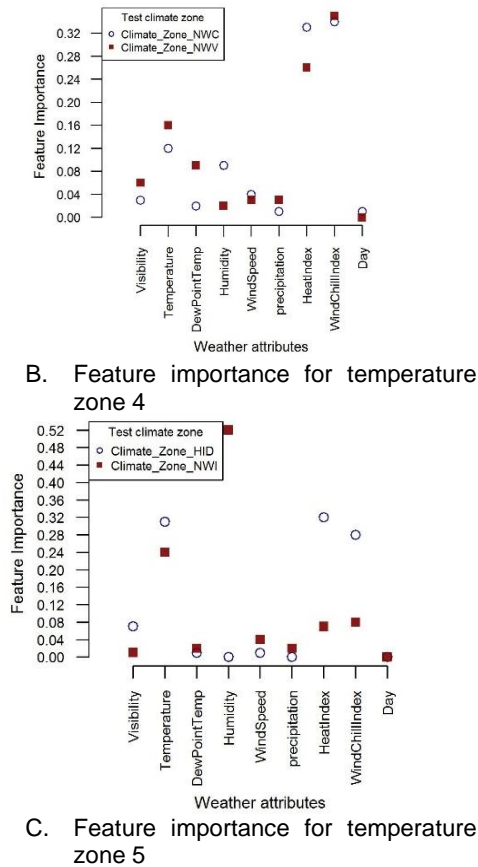 Test climate zone
Climate_Zone_NWC
Climate_Zone_NWV
Feature Importance
0.32
0.28
0.24
0.20
0.16
0.12
0.08
0.04
0.00
Visibility
Temperature
DewPointTemp
Humidity
WindSpeed
precipitation
HeatIndex
WindChillIndex
Day
Weather attributes
B. Feature importance for temperature
zone 4
Test climate zone
Climate_Zone_HID
Climate_Zone_NWI
Feature Importance
0.52
0.48
0.44
0.40
0.36
0.32
0.28
0.24
0.20
0.16
0.12
0.08
0.04
0.00
Visibility
Temperature
DewPointTemp
Humidity
WindSpeed
precipitation
HeatIndex
WindChillIndex
Day
Weather attributes
C. Feature importance for temperature
zone 5